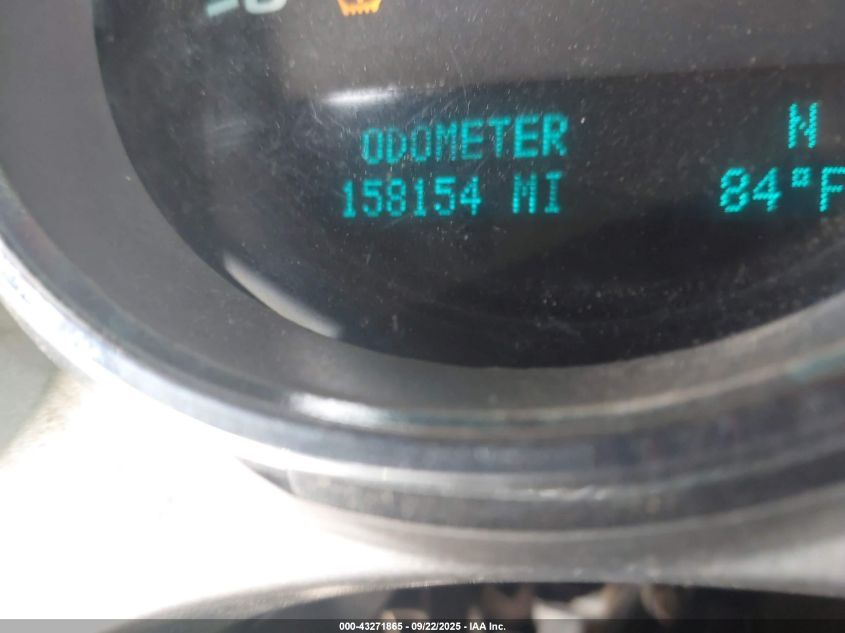 ODOMETER N
158154 MI 84°F
000-43271865 - 09/22/2025 - IAA Inc.